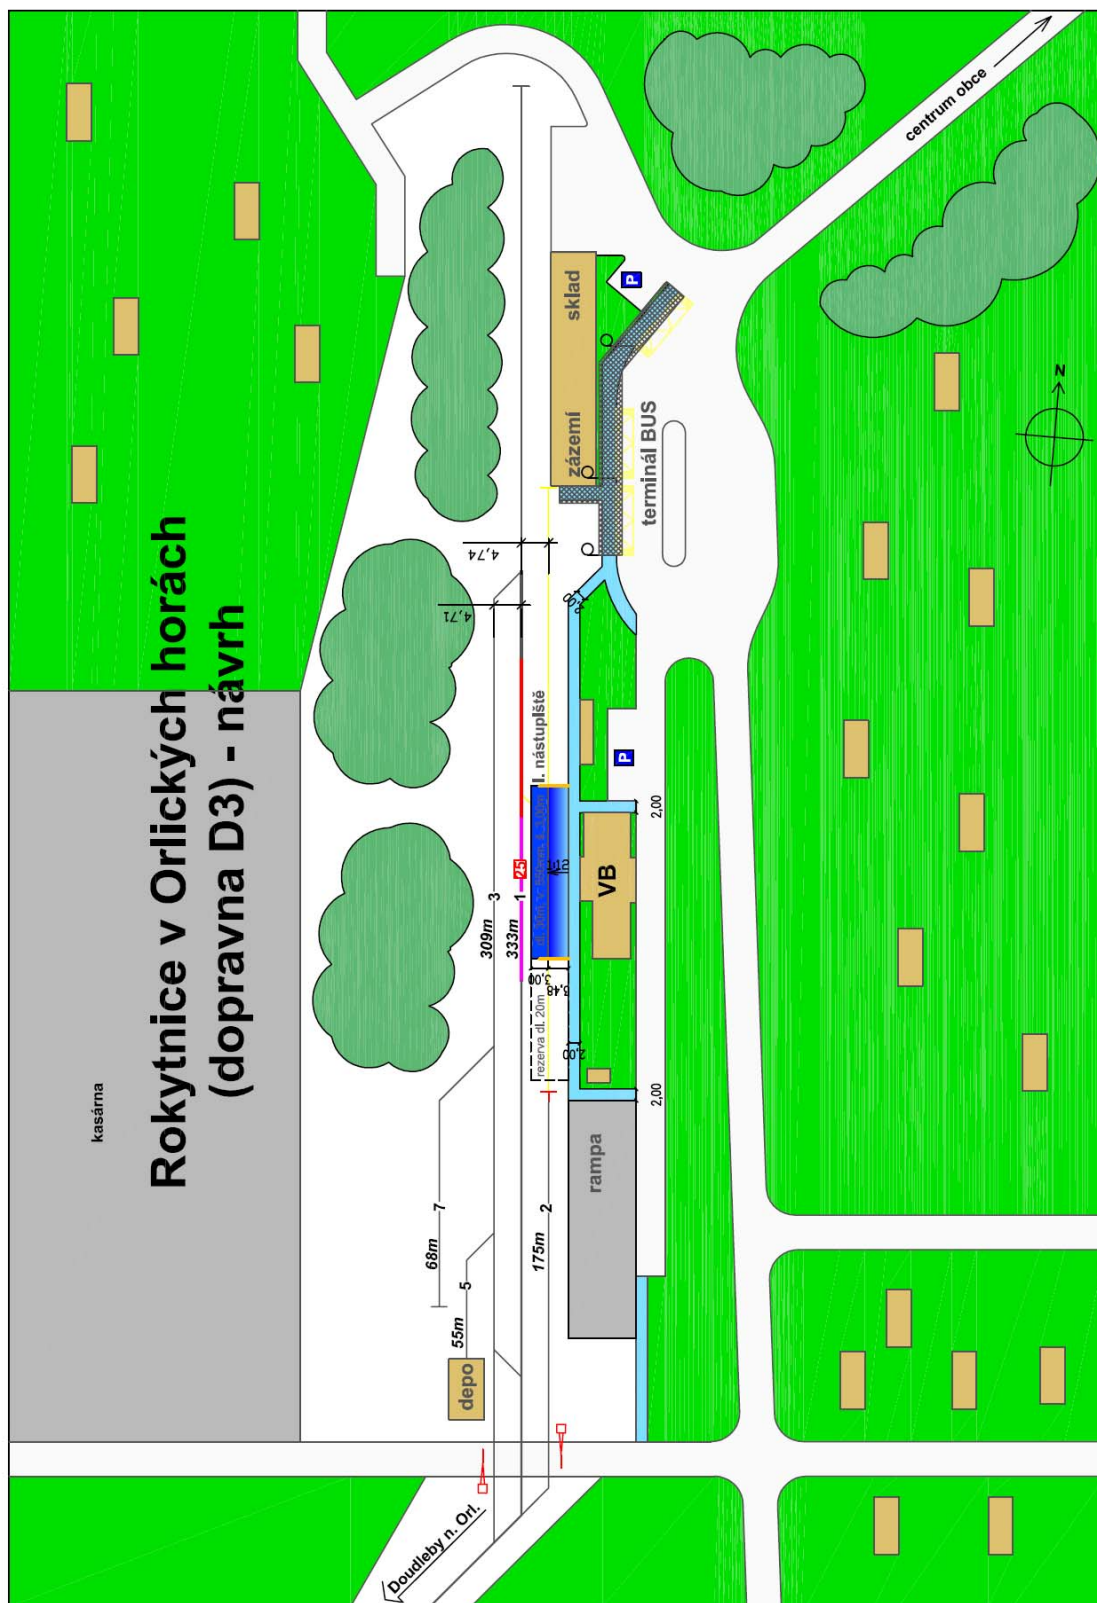 Rokytnice v Orlických horách
(dopravna D3) - návrh
kasárna
centrum obce
N
P
sklad
zázemí
terminál BUS
4,74
4,71
l. nástupiště
P
2,00
VB
25
3
309m
1
333m
3,00
3,48
rezerva dl. 20m
2,00
2,00
rampa
7
68m
5
55m
2
175m
depo
Doudleby n. Orl.